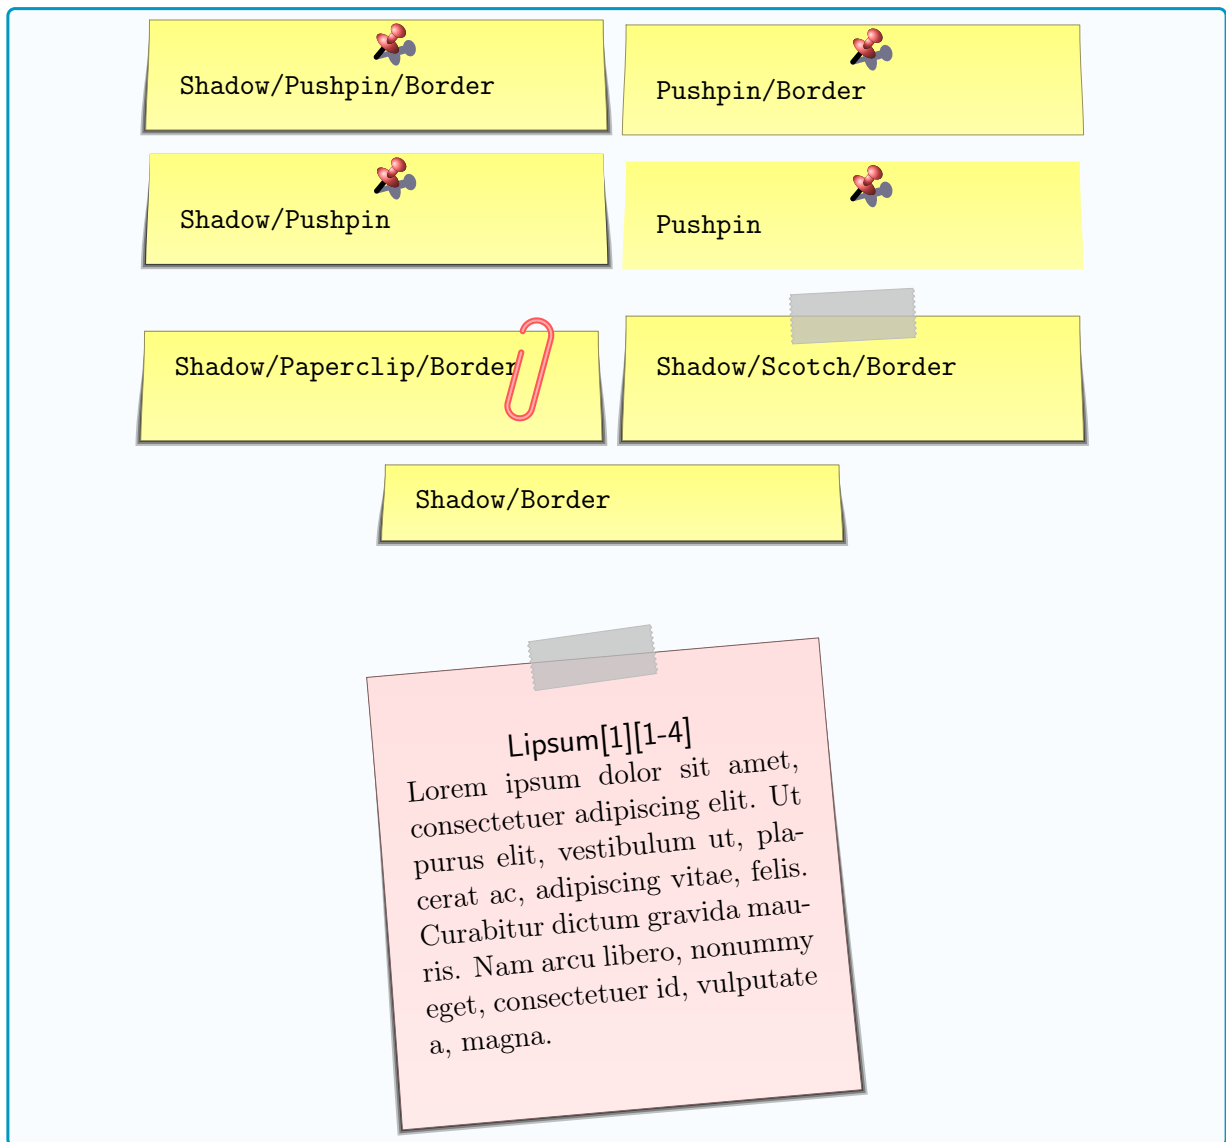 Shadow/Pushpin/Border
Pushpin/Border
Shadow/Pushpin
Pushpin
Shadow/Paperclip/Border
Shadow/Scotch/Border
Shadow/Border
Lipsum[1][1-4]
Lorem ipsum dolor sit amet,
consectetuer adipiscing elit. Ut
purus elit, vestibulum ut, pla-
cerat ac, adipiscing vitae, felis.
Curabitur dictum gravida mau-
ris. Nam arcu libero, nonummy
eget, consectetuer id, vulputate
a, magna.